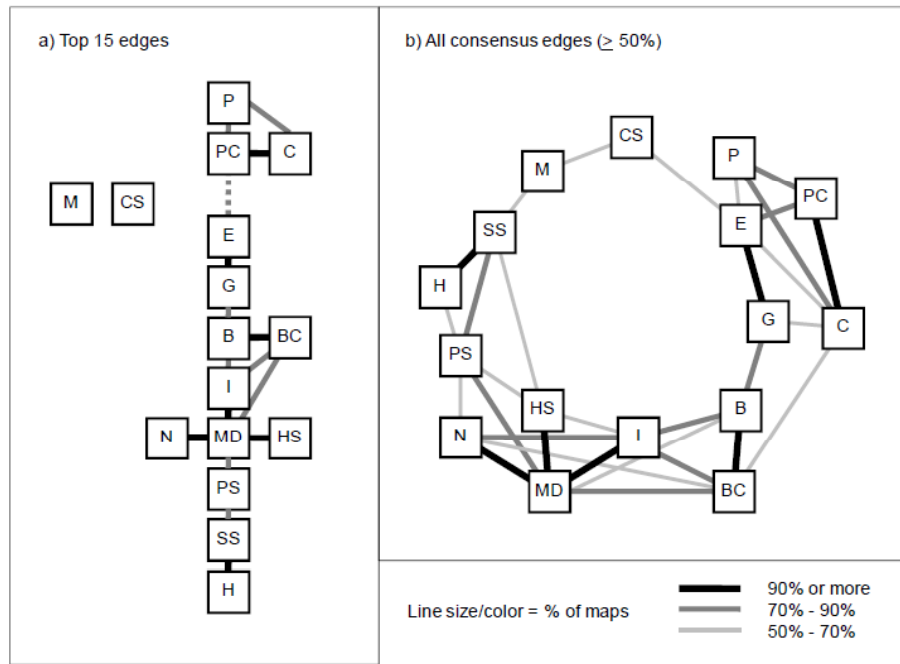 a) Top 15 edges
P
PC C
M CS
E
G
B BC
I
N MD HS
PS
SS
H
b) All consensus edges (≥ 50%)
CS
P
M
PC
SS
E
H
G
C
PS
HS
B
N
I
MD
BC
Line size/color = % of maps
90% or more
70% - 90%
50% - 70%